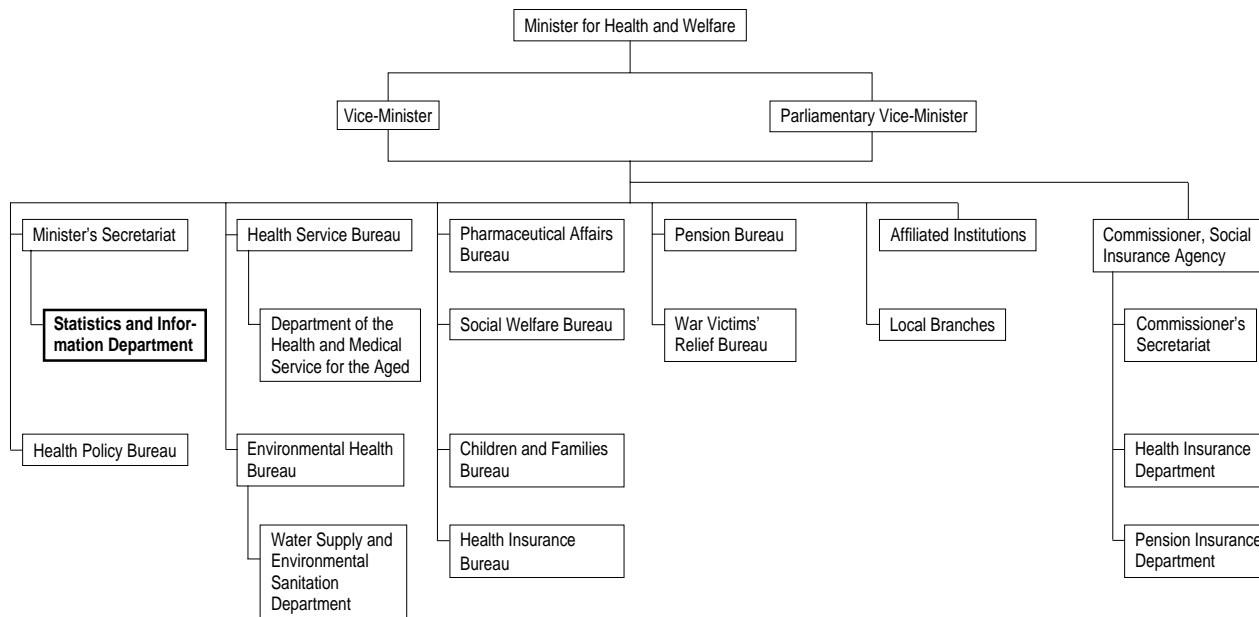 Minister for Health and Welfare
Vice-Minister
Parliamentary Vice-Minister
Minister's Secretariat
Statistics and Infor-
mation Department
Health Policy Bureau
Health Service Bureau
Department of the
Health and Medical
Service for the Aged
Environmental Health
Bureau
Water Supply and
Environmental
Sanitation
Department
Pharmaceutical Affairs
Bureau
Social Welfare Bureau
Children and Families
Bureau
Health Insurance
Bureau
Pension Bureau
War Victims'
Relief Bureau
Affiliated Institutions
Local Branches
Commissioner, Social
Insurance Agency
Commissioner's
Secretariat
Health Insurance
Department
Pension Insurance
Department